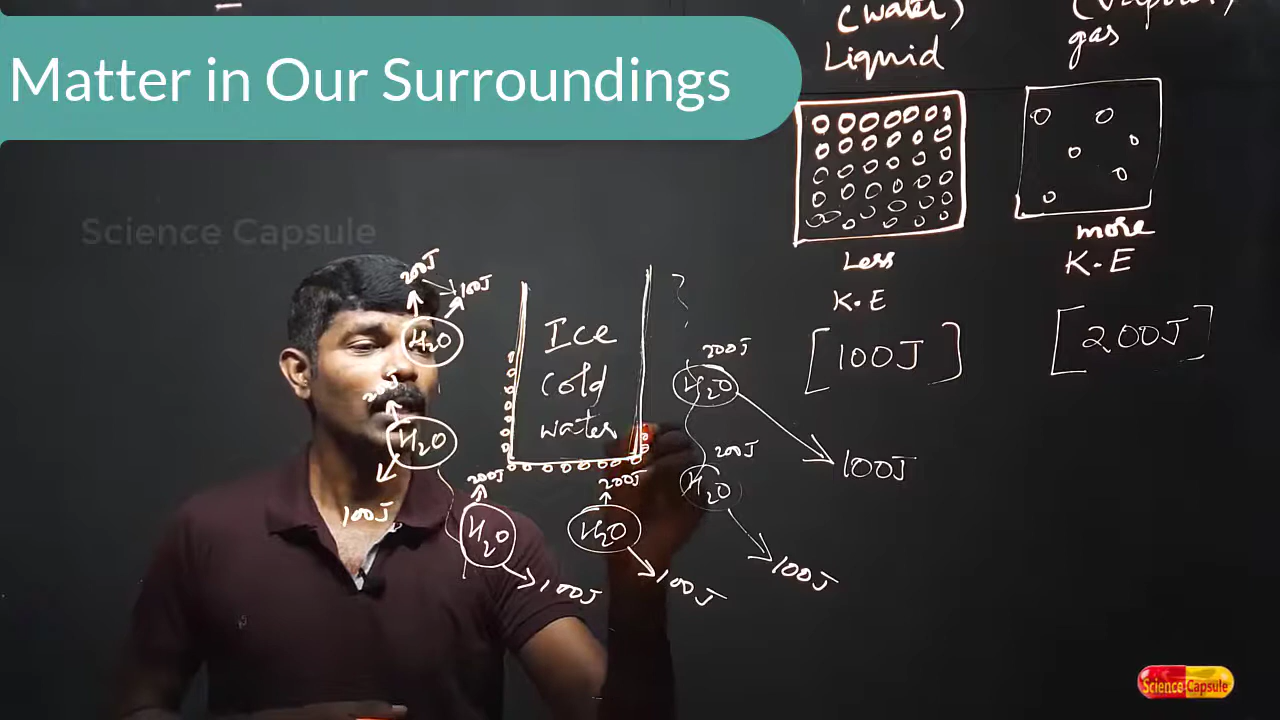 Matter in Our Surroundings
Science Capsule
(water)
Liquid
gas
Less
K.E
[100J]
more
K.E
[200J]
Ice
cold
water
200J
100J
H2O
H2O
100J
200J
H2O
100J
200J
H2O
100J
200J
H2O
100J
200J
H2O
100J
Science Capsule